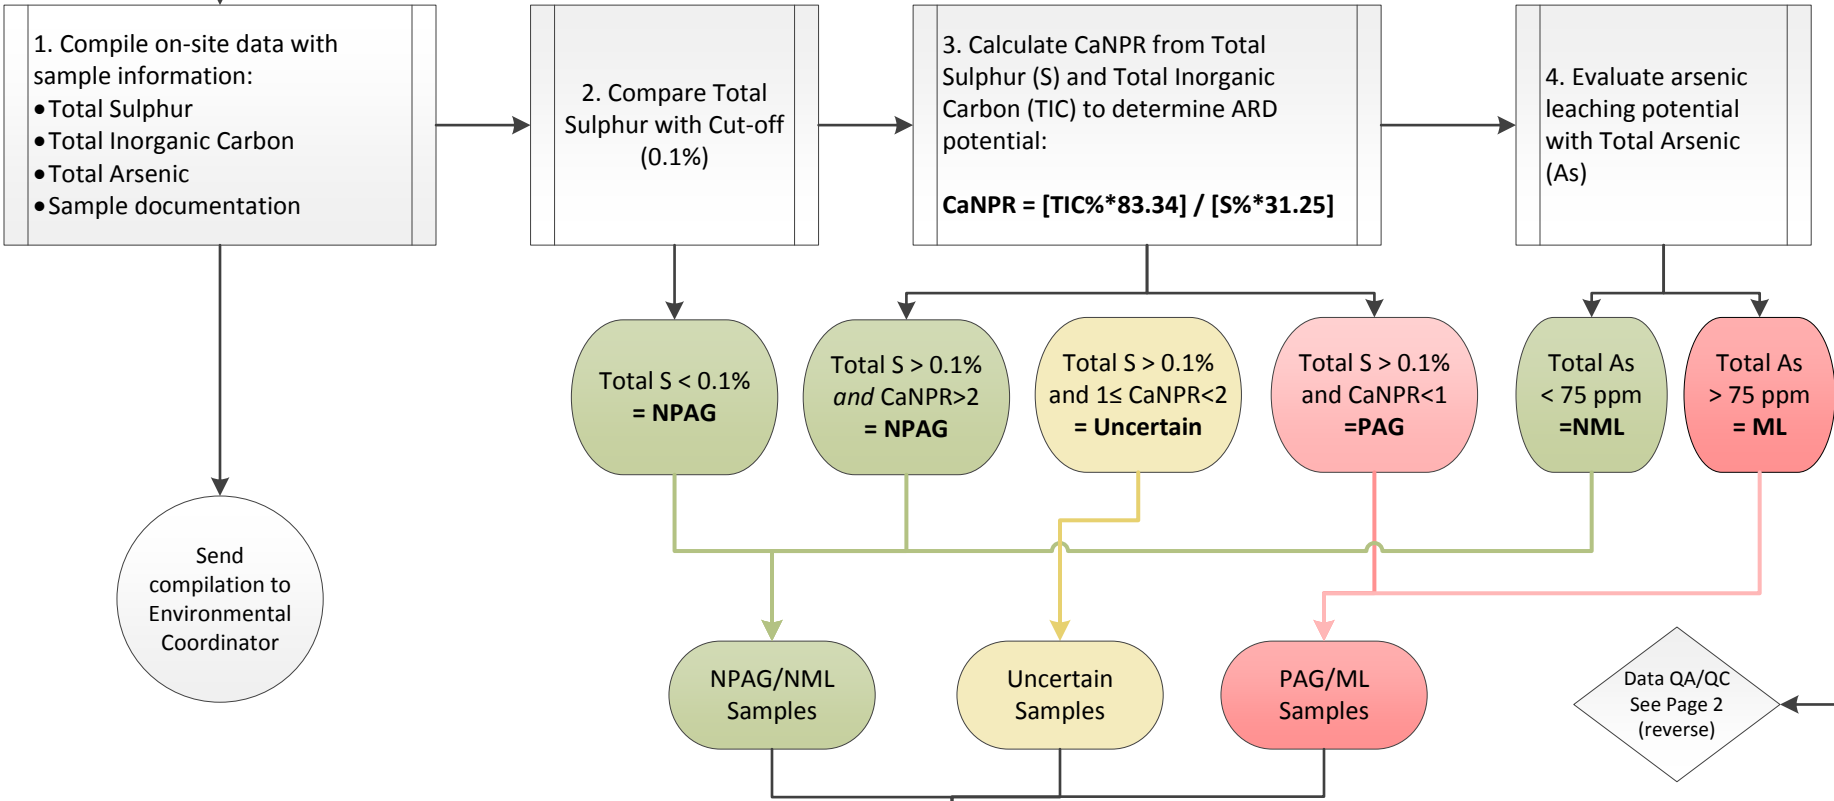 1. Compile on-site data with
sample information:
•Total Sulphur
•Total Inorganic Carbon
•Total Arsenic
•Sample documentation
2. Compare Total
Sulphur with Cut-off
(0.1%)
3. Calculate CaNPR from Total
Sulphur (S) and Total Inorganic
Carbon (TIC) to determine ARD
potential:
CaNPR = [TIC%*83.34] / [S%*31.25]
4. Evaluate arsenic
leaching potential
with Total Arsenic
(As)
Total S < 0.1%
= NPAG
Total S > 0.1%
and CaNPR>2
= NPAG
Total S > 0.1%
and 1≤ CaNPR<2
= Uncertain
Total S > 0.1%
and CaNPR<1
=PAG
Total As
< 75 ppm
=NML
Total As
> 75 ppm
= ML
Send
compilation to
Environmental
Coordinator
NPAG/NML
Samples
Uncertain
Samples
PAG/ML
Samples
Data QA/QC
See Page 2
(reverse)